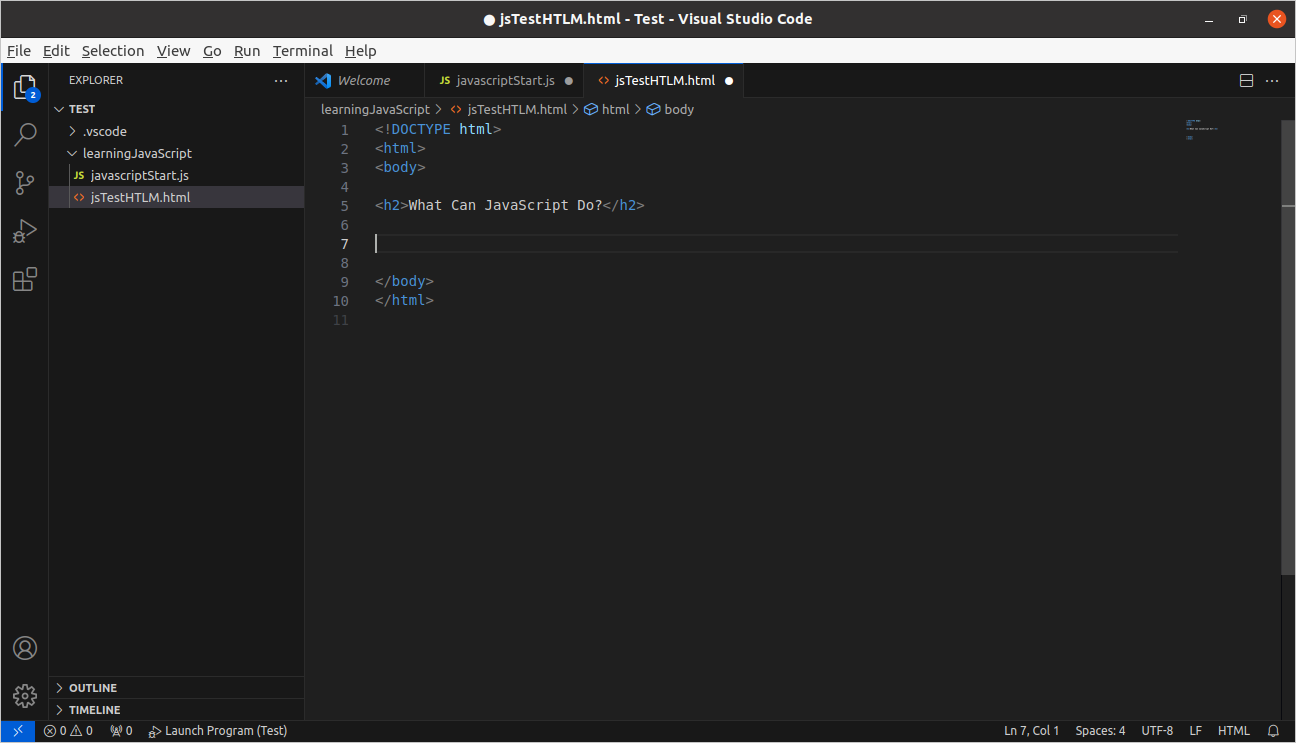 jsTestHTLM.html - Test - Visual Studio Code
File Edit Selection View Go Run Terminal Help
2
EXPLORER
TEST
.vscode
learningJavaScript
JS javascriptStart.js
<> jsTestHTLM.html
OUTLINE
TIMELINE
Welcome JS javascriptStart.js <> jsTestHTLM.html
learningJavaScript > <> jsTestHTLM.html > html > body
1 <!DOCTYPE html>
2 <html>
3 <body>
4
5 <h2>What Can JavaScript Do?</h2>
6
7
8
9 </body>
10 </html>
11
0 0 0 Launch Program (Test) Ln 7, Col 1 Spaces: 4 UTF-8 LF HTML